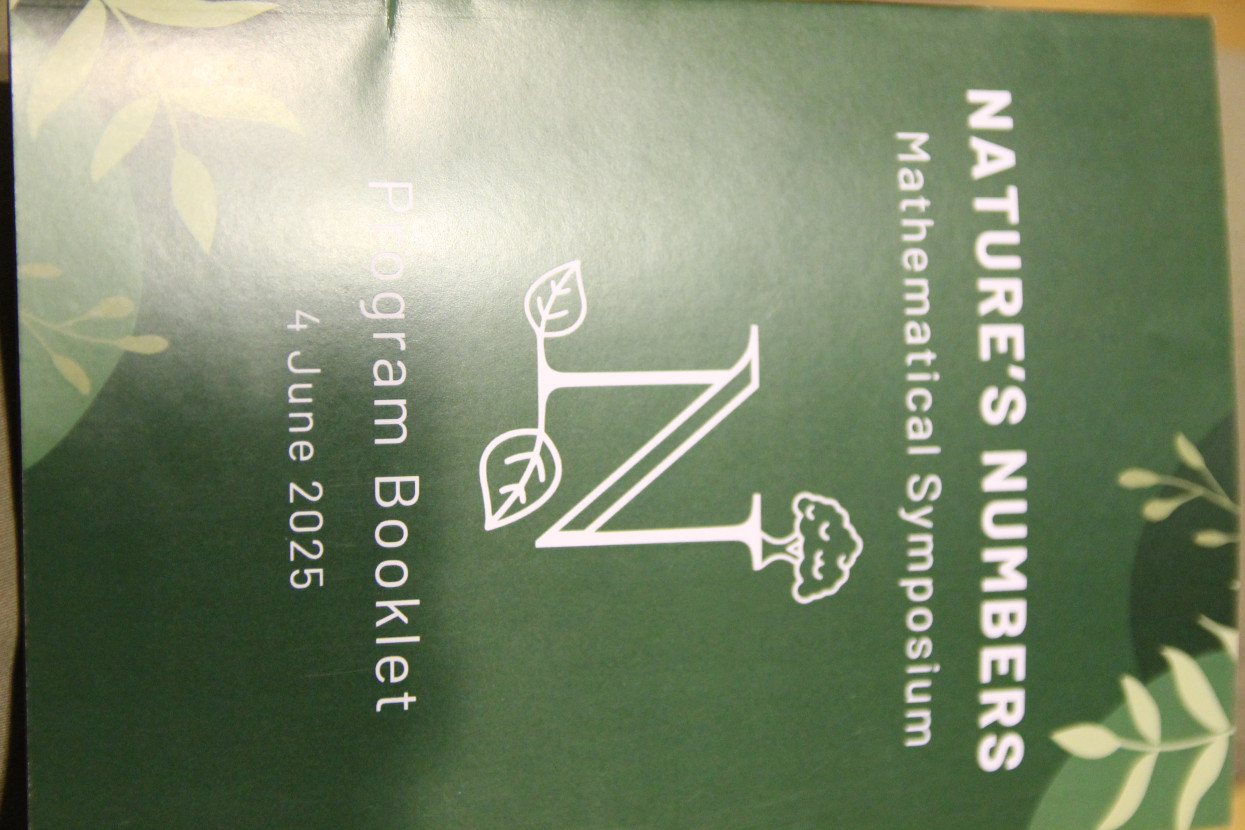 NATURE'S NUMBERS
Mathematical Symposium
N
Program Booklet
4 June 2025